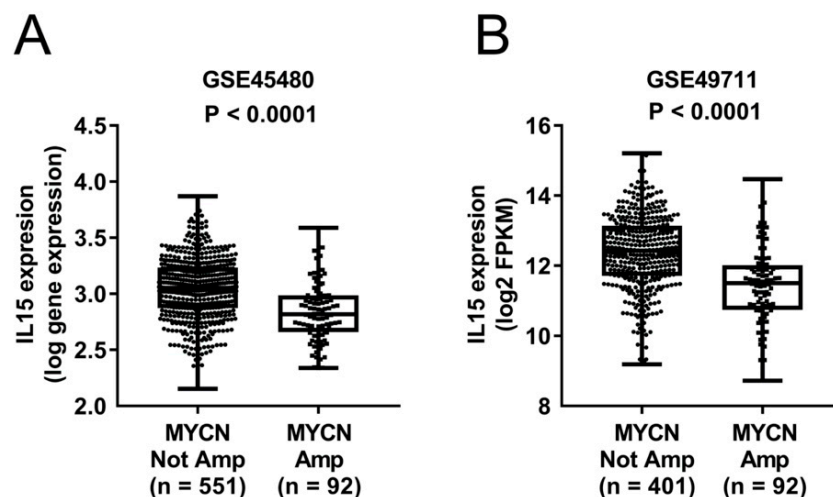 A
GSE45480
P < 0.0001
IL15 expresion
(log gene expression)
4.5
4.0
3.5
3.0
2.5
2.0
MYCN
Not Amp
(n = 551)
MYCN
Amp
(n = 92)
B
GSE49711
P < 0.0001
IL15 expresion
(log2 FPKM)
16
14
12
10
8
MYCN
Not Amp
(n = 401)
MYCN
Amp
(n = 92)